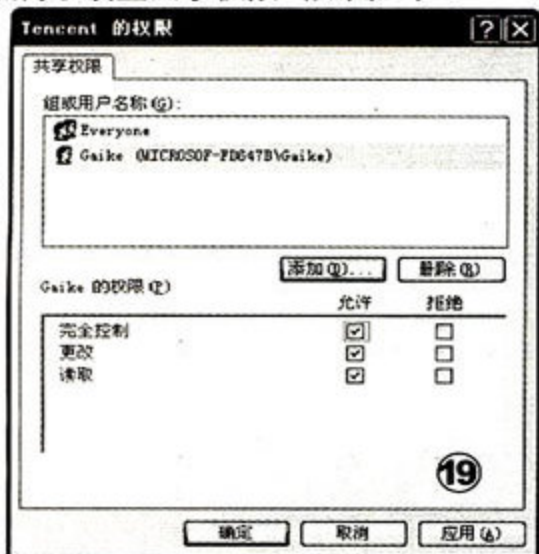 Tencent 的权限
共享权限
组或用户名称(G):
Everyone
Gaike (MICROSOF-FD647B\Gaike)
添加(D)... 删除(R)
Gaike 的权限(P)
允许 拒绝
完全控制
更改
读取
19
确定 取消 应用(A)